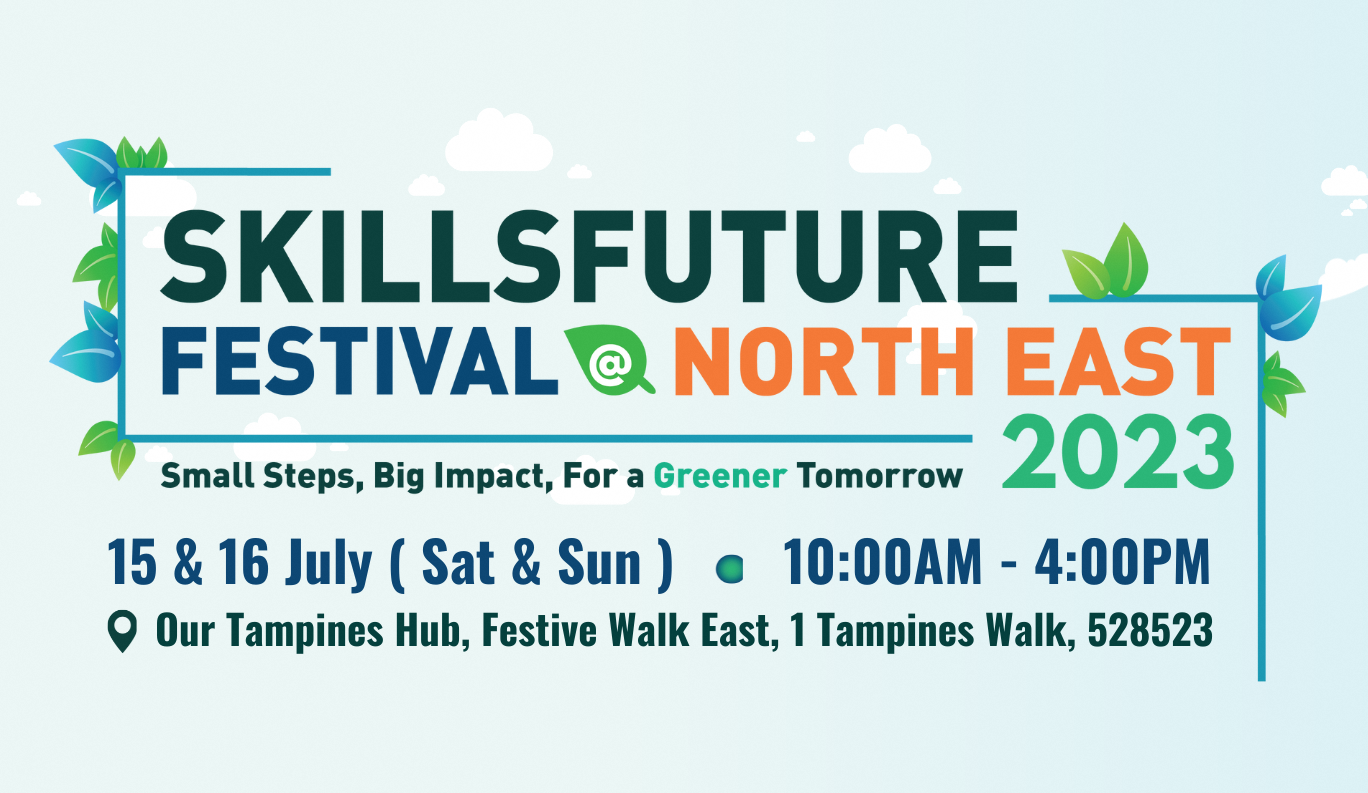 SKILLSFUTURE
FESTIVAL @ NORTH EAST
2023
Small Steps, Big Impact, For a Greener Tomorrow
15 & 16 July ( Sat & Sun ) ● 10:00AM - 4:00PM
Our Tampines Hub, Festive Walk East, 1 Tampines Walk, 528523